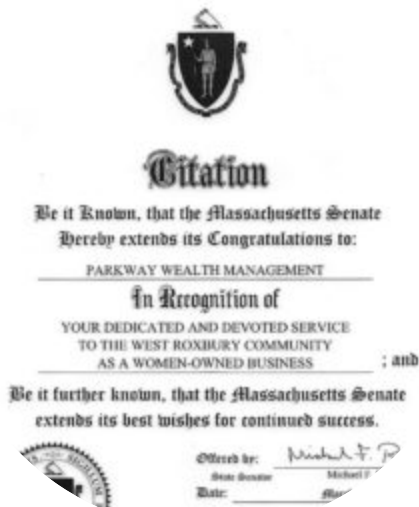 Citation
Be it Known, that the Massachusetts Senate
Hereby extends its Congratulations to:
PARKWAY WEALTH MANAGEMENT
In Recognition of
YOUR DEDICATED AND DEVOTED SERVICE
TO THE WEST ROXBURY COMMUNITY
AS A WOMEN-OWNED BUSINESS ; and
Be it further known, that the Massachusetts Senate
extends its best wishes for continued success.
Offered by: Michael F.
State Senator Michael F.
Date: